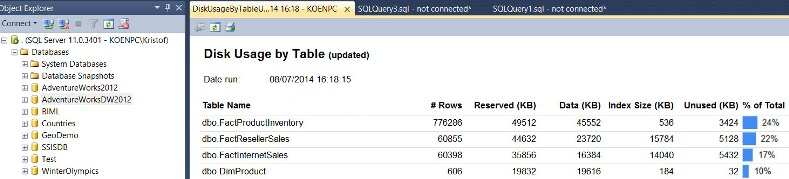 Object Explorer
Connect
. (SQL Server 11.0.3401 - KOENPC\Kristof)
Databases
System Databases
Database Snapshots
AdventureWorks2012
AdventureWorksDW2012
BIML
Countries
GeoDemo
SSISDB
Test
WinterOlympics
DiskUsageByTableU...14 16:18 - KOENPC
SQLQuery3.sql - not connected*
SQLQuery1.sql - not connected*
Disk Usage by Table (updated)
Date run: 08/07/2014 16:18:15
Table Name # Rows Reserved (KB) Data (KB) Index Size (KB) Unused (KB) % of Total
dbo.FactProductInventory 776286 49512 45552 536 3424 24%
dbo.FactResellerSales 60855 44632 23720 15784 5128 22%
dbo.FactInternetSales 60398 35856 16384 14040 5432 17%
dbo.DimProduct 606 19832 19616 184 32 10%